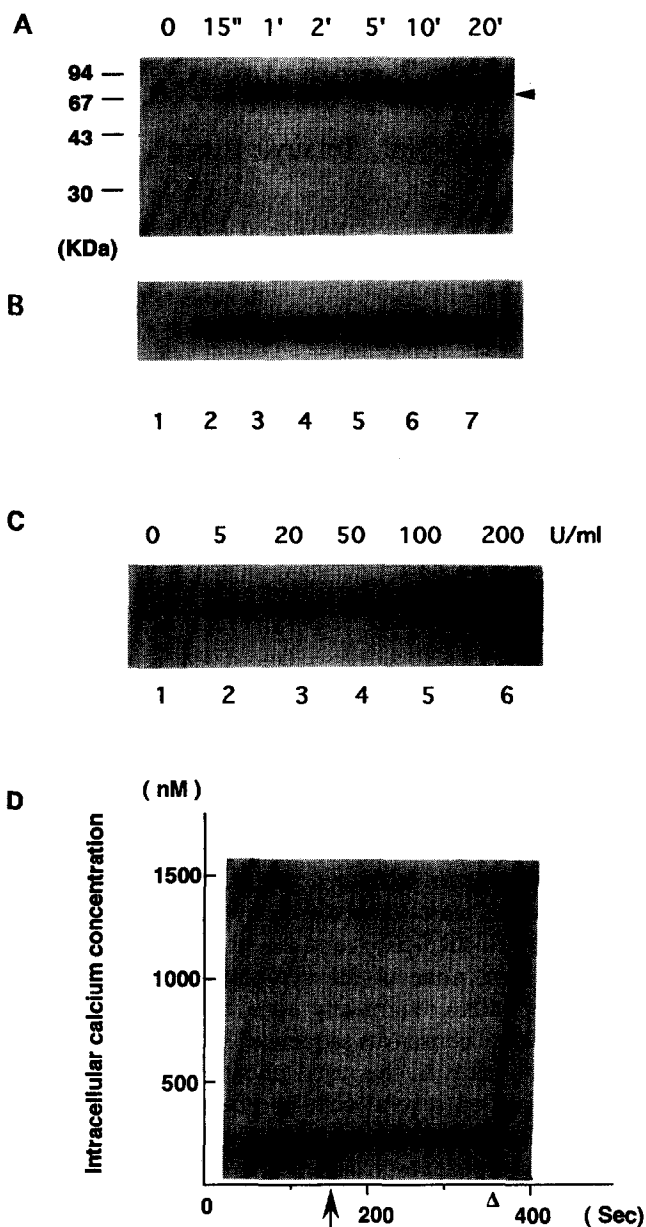 A
0 15" 1' 2' 5' 10' 20'
94
67
43
30
(KDa)
B
1 2 3 4 5 6 7
C
0 5 20 50 100 200 U/ml
1 2 3 4 5 6
D
( nM )
Intracellular calcium concentration
1500
1000
500
0 200 400 ( Sec)
Δ